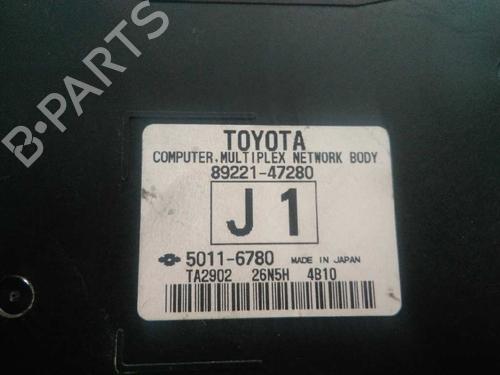 B-PARTS
TOYOTA
COMPUTER, MULTIPLEX NETWORK BODY
89221-47280
J 1
5011-6780 MADE IN JAPAN
TA2902 26N5H 4B10